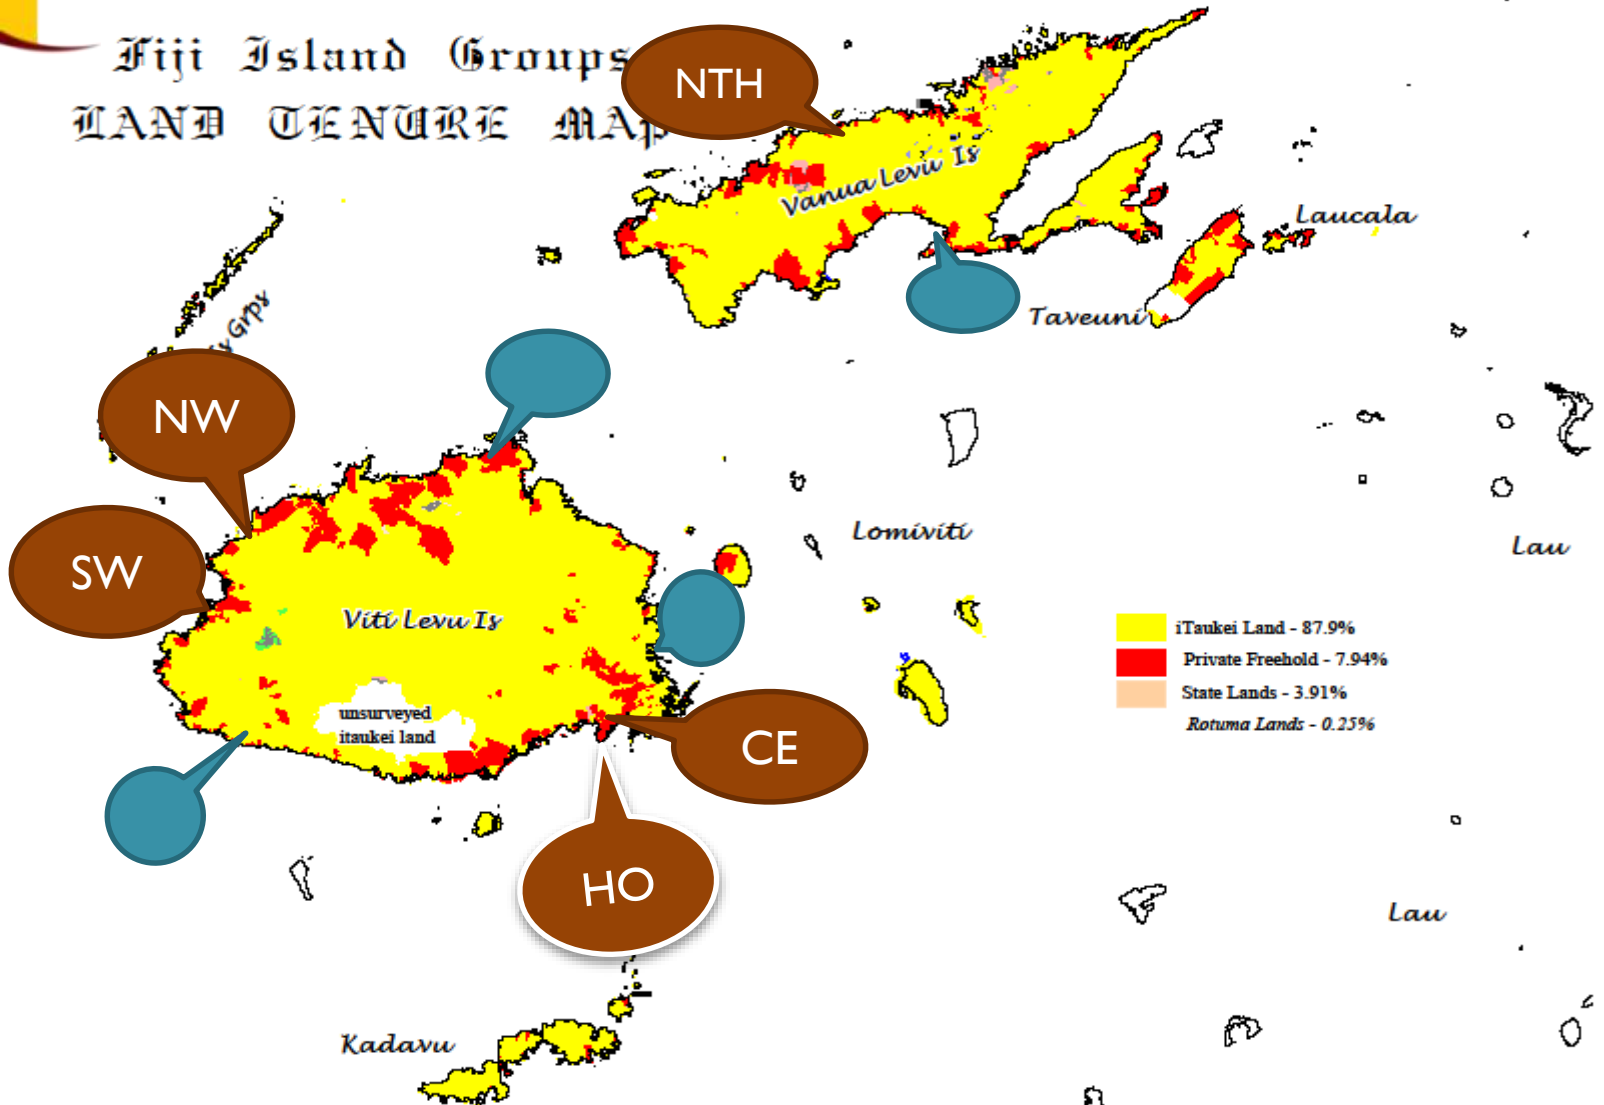 Fiji Island Groups
LAND TENURE MAP
NTH
Vanua Levu Is
Laucala
Taveuni
Grps
NW
SW
Lomiviti
Lau
Viti Levu Is
iTaukei Land - 87.9%
Private Freehold - 7.94%
State Lands - 3.91%
Rotuma Lands - 0.25%
unsurveyed
itaukei land
CE
HO
Lau
Kadavu